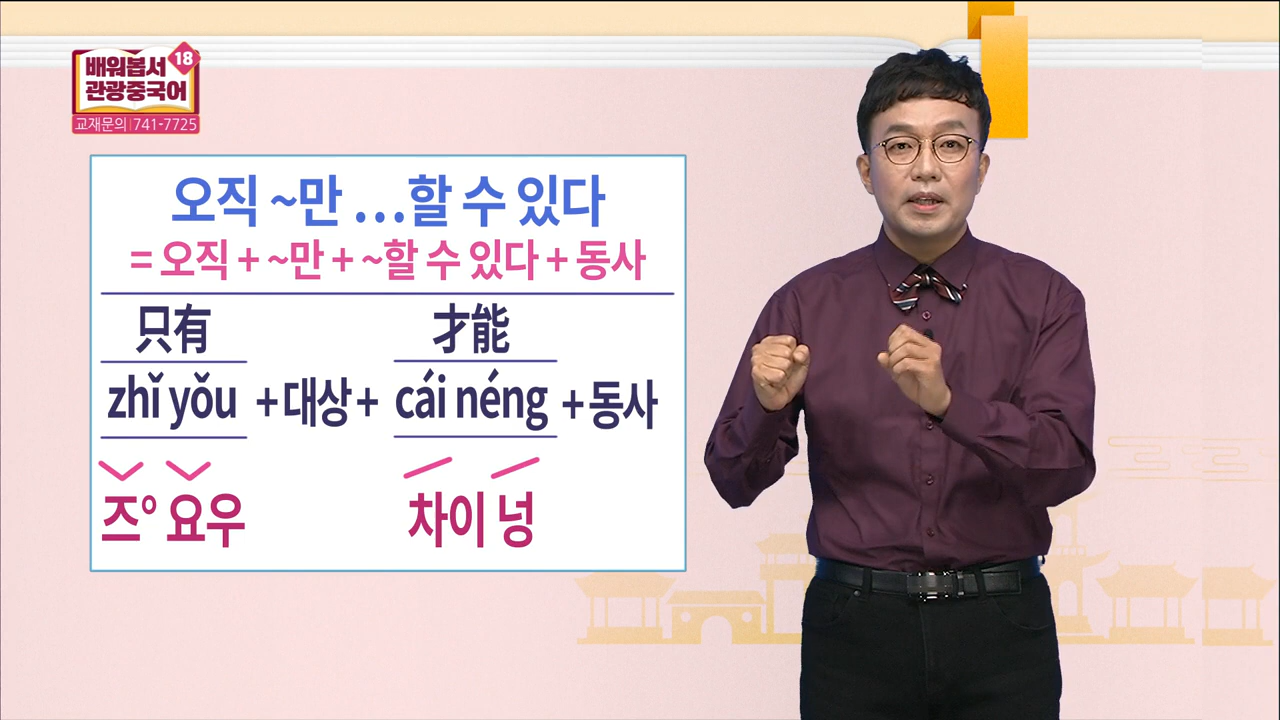 배워봅서 18
관광중국어
교재문의 | 741-7725
오직 ~만 ...할 수 있다
= 오직 + ~만 + ~할 수 있다 + 동사
只有 才能
zhǐ yǒu + 대상 + cái néng + 동사
즈° 요우 차이 넝